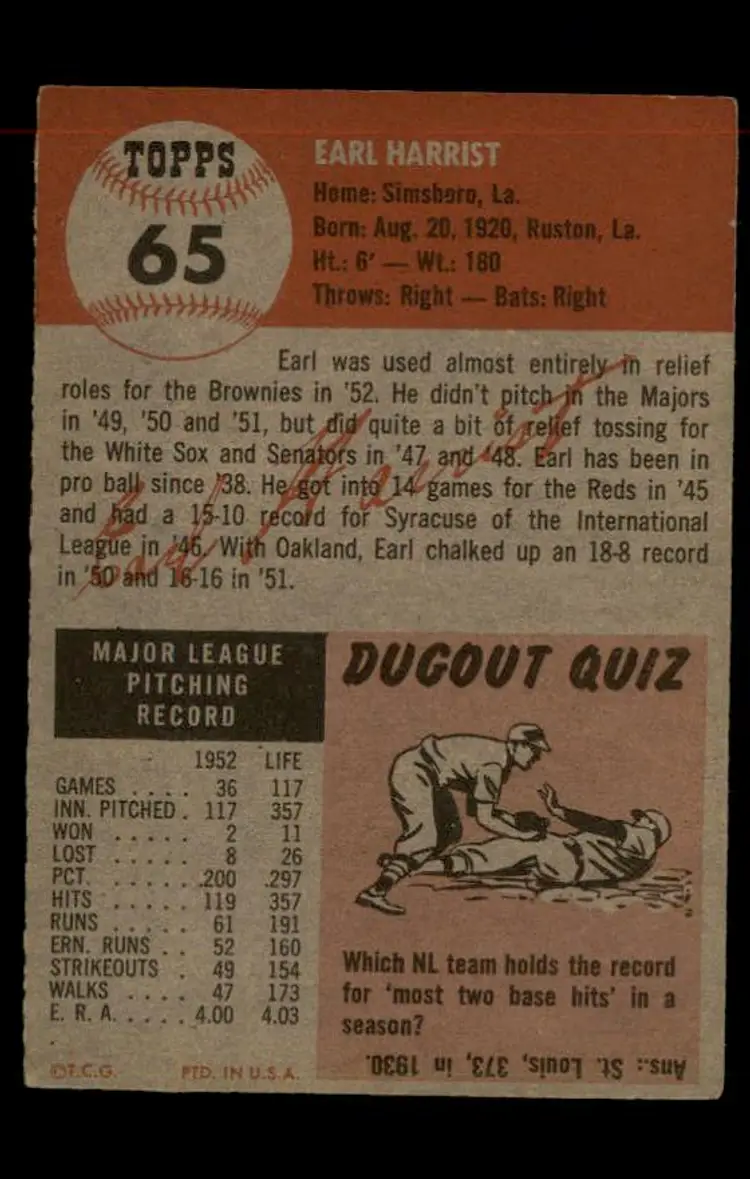 TOPPS
65
EARL HARRIST
Home: Simsboro, La.
Born: Aug. 20, 1920, Ruston, La.
Ht.: 6' — Wt.: 180
Throws: Right — Bats: Right
Earl was used almost entirely in relief
roles for the Brownies in '52. He didn't pitch in the Majors
in '49, '50 and '51, but did quite a bit of relief tossing for
the White Sox and Senators in '47 and '48. Earl has been in
pro ball since '38. He got into 14 games for the Reds in '45
and had a 15-10 record for Syracuse of the International
League in '46. With Oakland, Earl chalked up an 18-8 record
in '50 and 16-16 in '51.
Earl Harrist
MAJOR LEAGUE
PITCHING
RECORD
1952 LIFE
GAMES . . . . 36 117
INN. PITCHED . 117 357
WON . . . . . 2 11
LOST . . . . . 8 26
PCT. . . . . . .200 .297
HITS . . . . . 119 357
RUNS . . . . . 61 191
ERN. RUNS . . 52 160
STRIKEOUTS . 49 154
WALKS . . . . 47 173
E. R. A. . . . . 4.00 4.03
©T.C.G. PTD. IN U.S.A.
DUGOUT QUIZ
Which NL team holds the record
for 'most two base hits' in a
season?
Ans.: St. Louis, 373, in 1930.